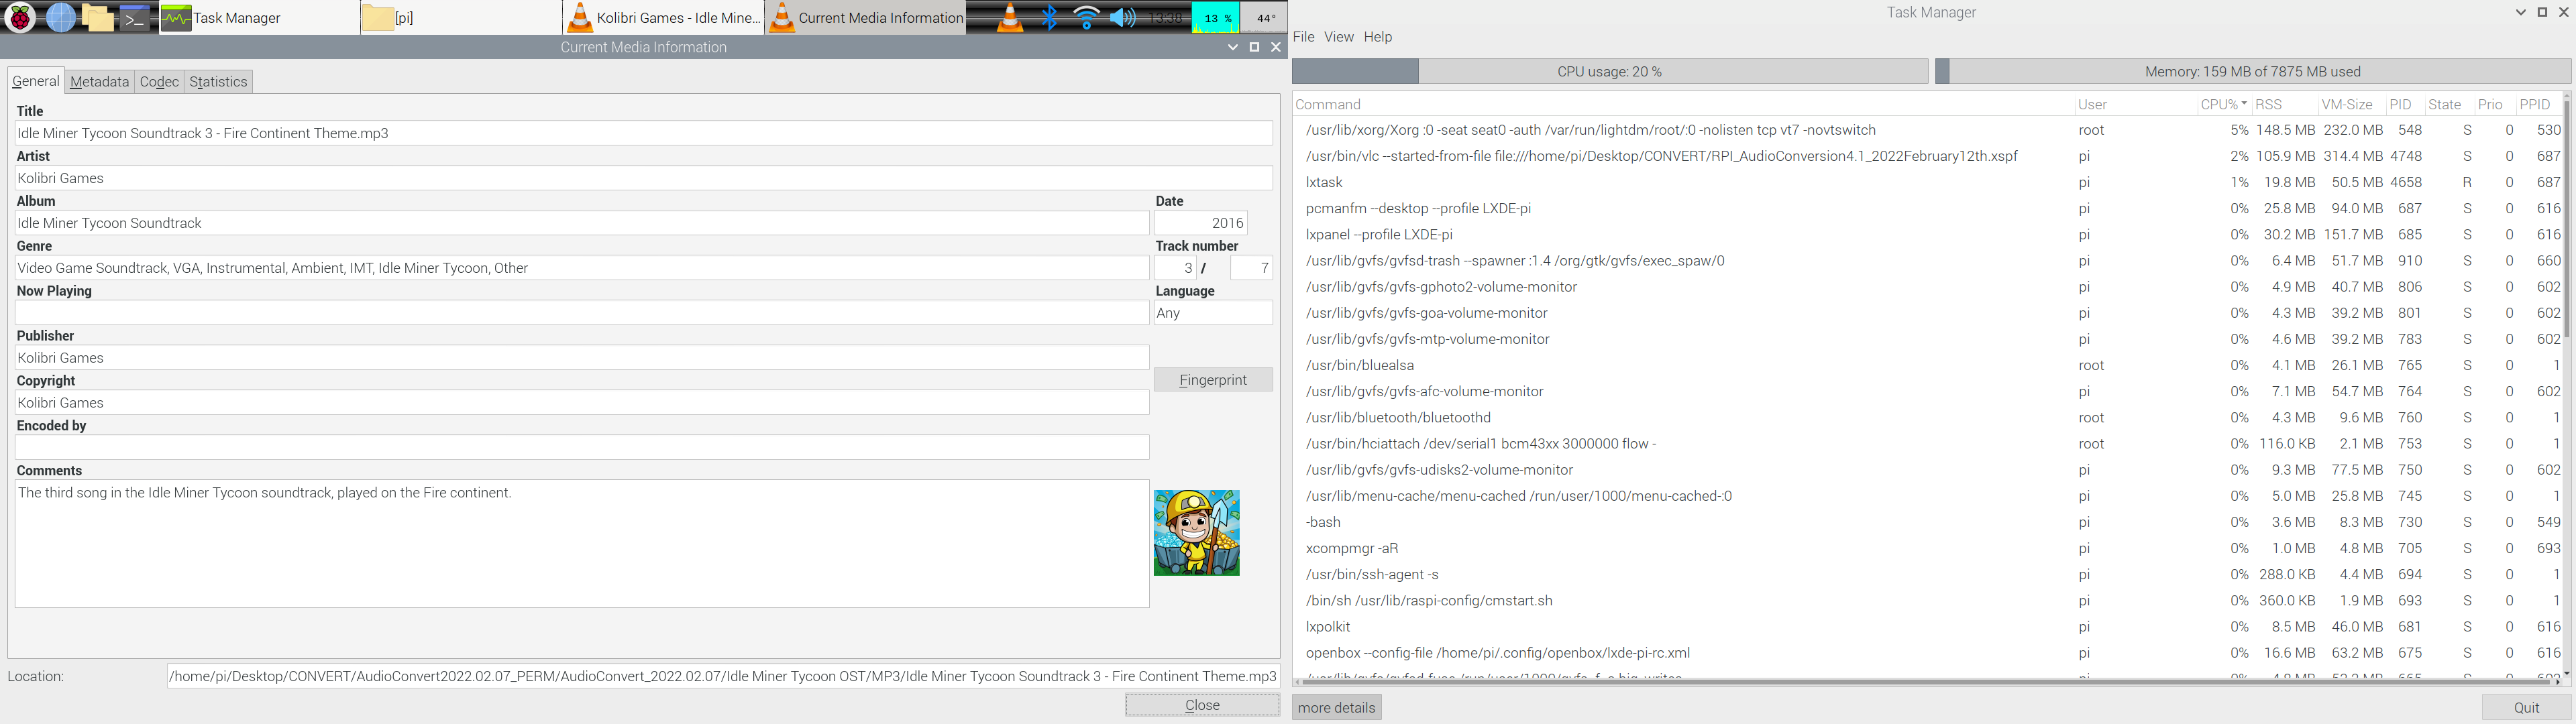 Task Manager
[pi]
Kolibri Games - Idle Mine...
Current Media Information
13:38
13 %
44°
Current Media Information
General Metadata Codec Statistics
Title
Idle Miner Tycoon Soundtrack 3 - Fire Continent Theme.mp3
Artist
Kolibri Games
Album Date
Idle Miner Tycoon Soundtrack 2016
Genre Track number
Video Game Soundtrack, VGA, Instrumental, Ambient, IMT, Idle Miner Tycoon, Other 3 / 7
Now Playing Language
Any
Publisher
Kolibri Games
Fingerprint
Copyright
Kolibri Games
Encoded by
Comments
The third song in the Idle Miner Tycoon soundtrack, played on the Fire continent.
Location: /home/pi/Desktop/CONVERT/AudioConvert2022.02.07_PERM/AudioConvert_2022.02.07/Idle Miner Tycoon OST/MP3/Idle Miner Tycoon Soundtrack 3 - Fire Continent Theme.mp3
Close
Task Manager
File View Help
CPU usage: 20 % Memory: 159 MB of 7875 MB used
Command User CPU% RSS VM-Size PID State Prio PPID
/usr/lib/xorg/Xorg :0 -seat seat0 -auth /var/run/lightdm/root/:0 -nolisten tcp vt7 -novtswitch root 5% 148.5 MB 232.0 MB 548 S 0 530
/usr/bin/vlc --started-from-file file:///home/pi/Desktop/CONVERT/RPI_AudioConversion4.1_2022February12th.xspf pi 2% 105.9 MB 314.4 MB 4748 S 0 687
lxtask pi 1% 19.8 MB 50.5 MB 4658 R 0 687
pcmanfm --desktop --profile LXDE-pi pi 0% 25.8 MB 94.0 MB 687 S 0 616
lxpanel --profile LXDE-pi pi 0% 30.2 MB 151.7 MB 685 S 0 616
/usr/lib/gvfs/gvfsd-trash --spawner :1.4 /org/gtk/gvfs/exec_spaw/0 pi 0% 6.4 MB 51.7 MB 910 S 0 660
/usr/lib/gvfs/gvfs-gphoto2-volume-monitor pi 0% 4.9 MB 40.7 MB 806 S 0 602
/usr/lib/gvfs/gvfs-goa-volume-monitor pi 0% 4.3 MB 39.2 MB 801 S 0 602
/usr/lib/gvfs/gvfs-mtp-volume-monitor pi 0% 4.6 MB 39.2 MB 783 S 0 602
/usr/bin/bluealsa root 0% 4.1 MB 26.1 MB 765 S 0 1
/usr/lib/gvfs/gvfs-afc-volume-monitor pi 0% 7.1 MB 54.7 MB 764 S 0 602
/usr/lib/bluetooth/bluetoothd root 0% 4.3 MB 9.6 MB 760 S 0 1
/usr/bin/hciattach /dev/serial1 bcm43xx 3000000 flow - root 0% 116.0 KB 2.1 MB 753 S 0 1
/usr/lib/gvfs/gvfs-udisks2-volume-monitor pi 0% 9.3 MB 77.5 MB 750 S 0 602
/usr/lib/menu-cache/menu-cached /run/user/1000/menu-cached-:0 pi 0% 5.0 MB 25.8 MB 745 S 0 1
-bash pi 0% 3.6 MB 8.3 MB 730 S 0 549
xcompmgr -aR pi 0% 1.0 MB 4.8 MB 705 S 0 693
/usr/bin/ssh-agent -s pi 0% 288.0 KB 4.4 MB 694 S 0 1
/bin/sh /usr/lib/raspi-config/cmstart.sh pi 0% 360.0 KB 1.9 MB 693 S 0 1
lxpolkit pi 0% 8.5 MB 46.0 MB 681 S 0 616
openbox --config-file /home/pi/.config/openbox/lxde-pi-rc.xml pi 0% 16.6 MB 63.2 MB 675 S 0 616
more details Quit